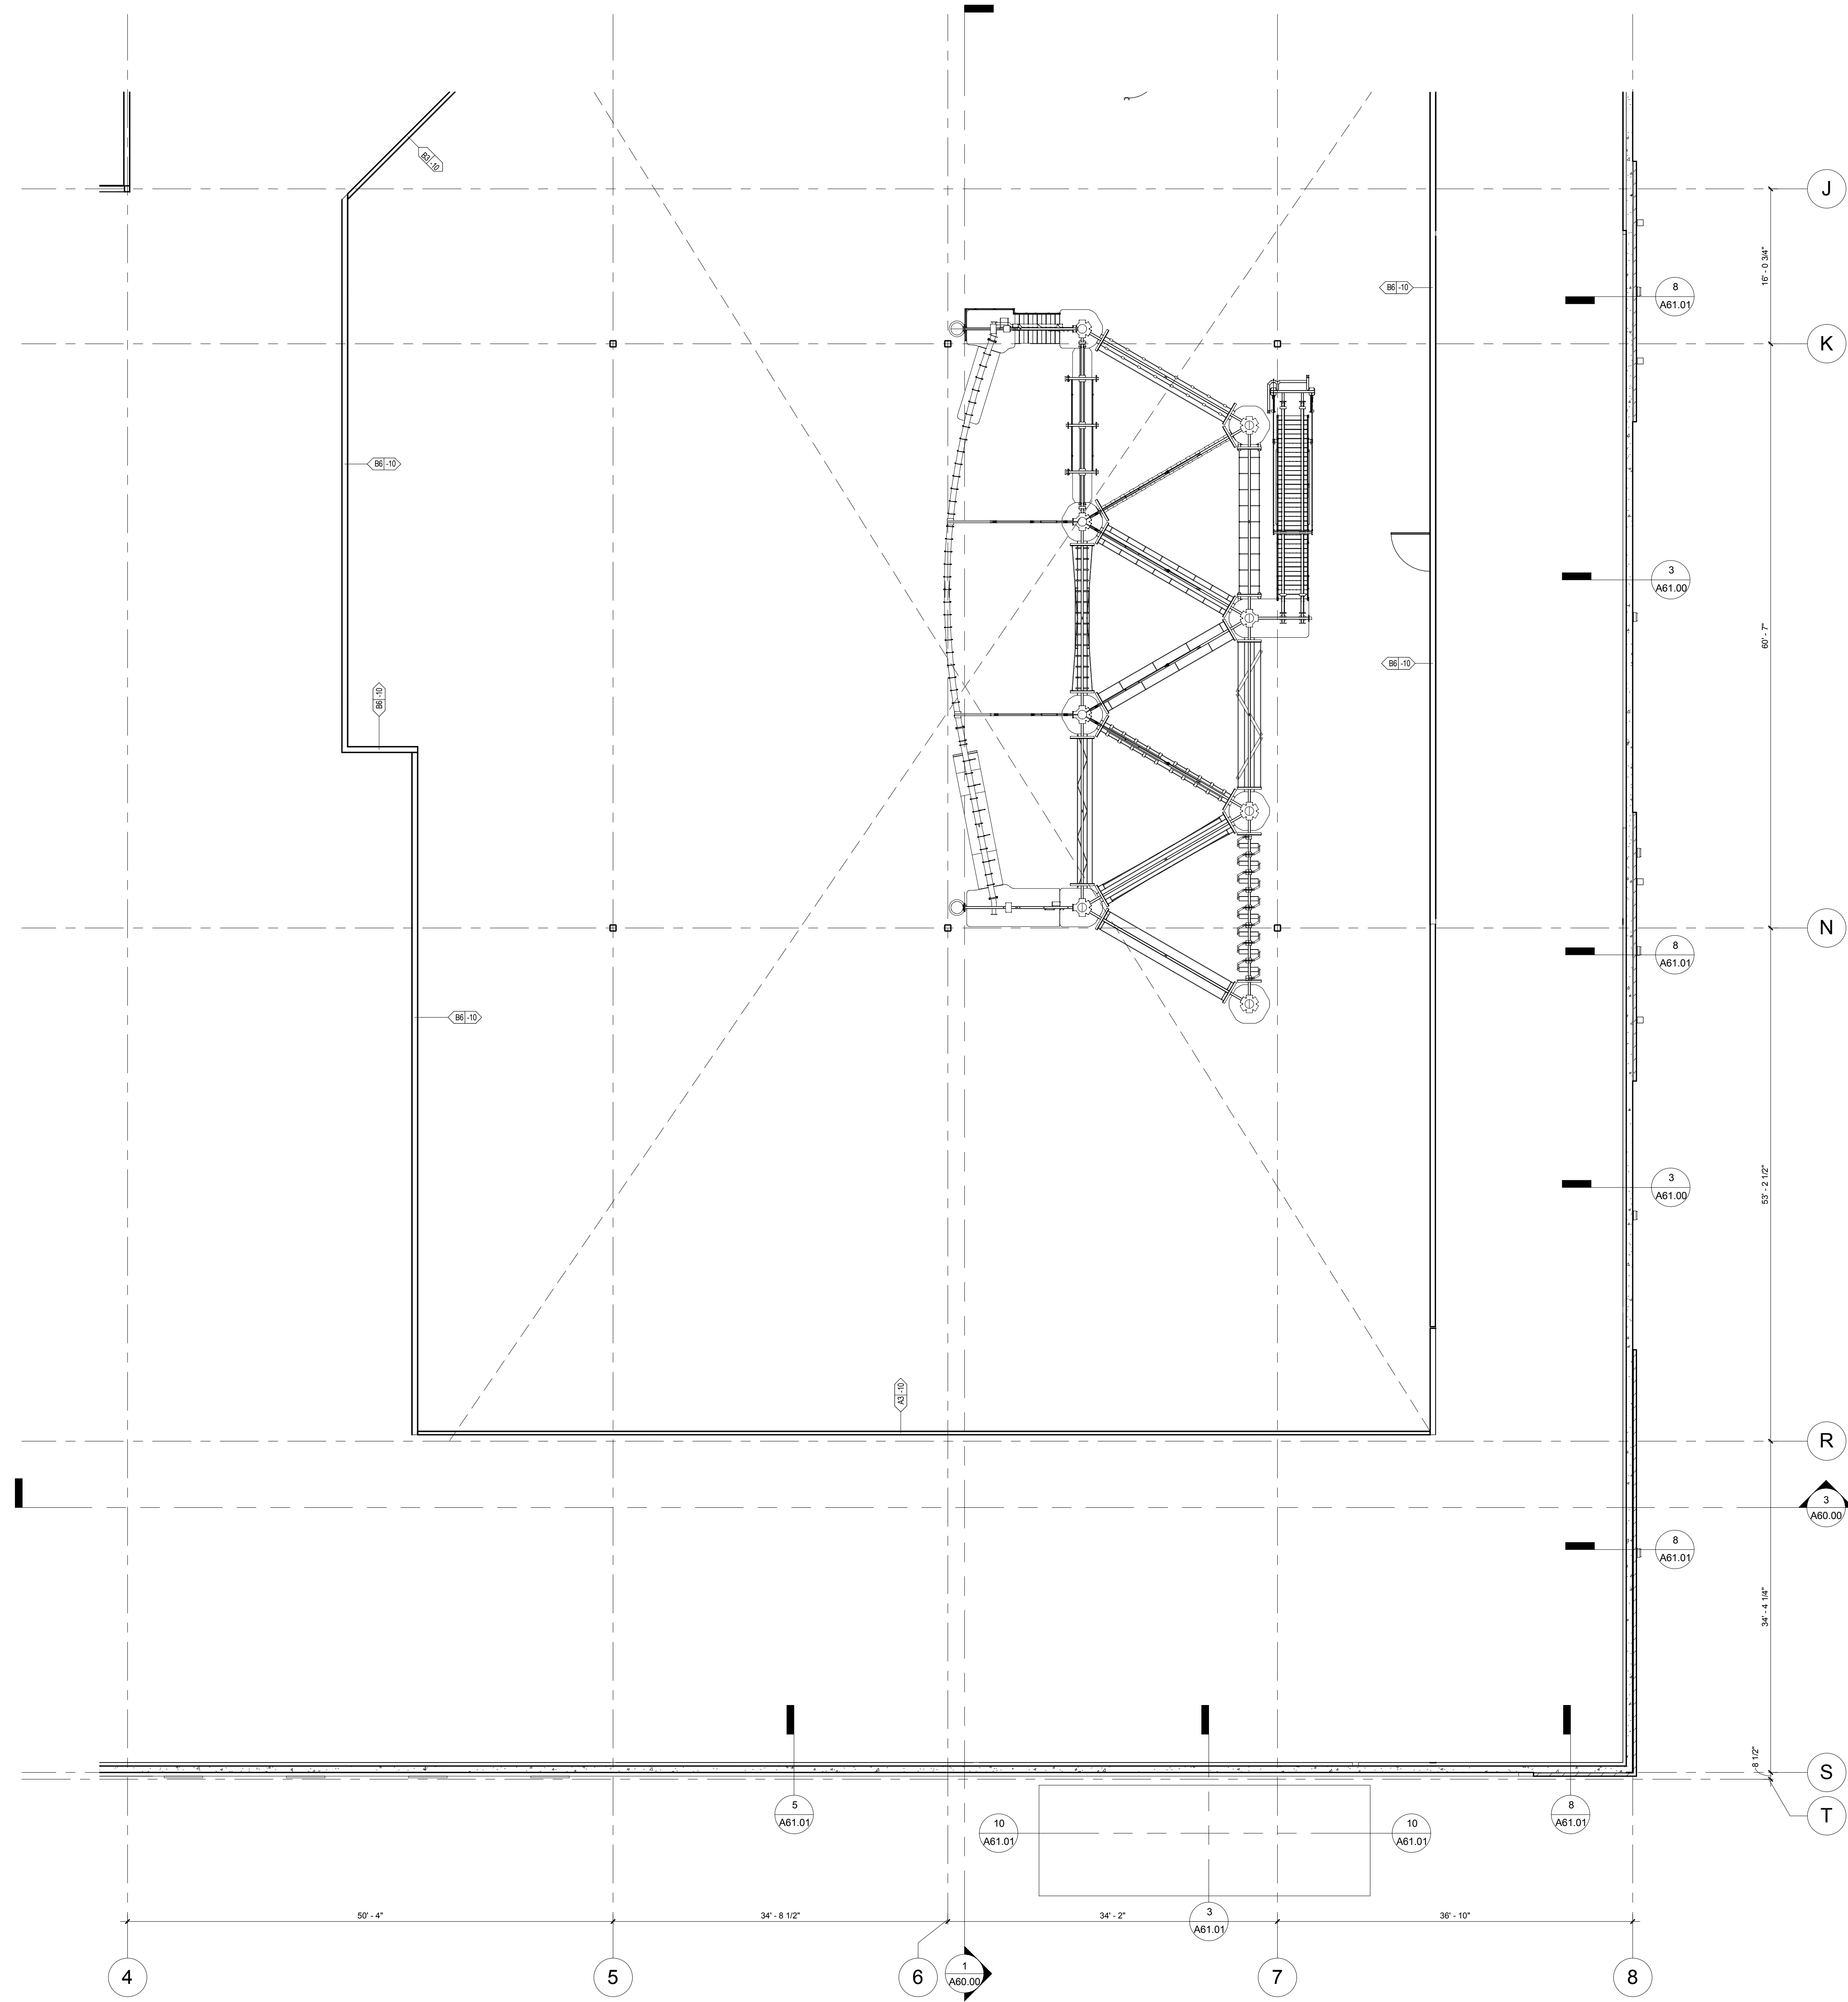 B3 -10
J
16' - 0 3/4"
B6 -10
8
A61.01
K
B6 -10
3
A61.00
60' - 7"
B6 -10
B6 -10
N
8
A61.01
B6 -10
3
A61.00
53' - 2 1/2"
A3 -10
R
3
A60.00
8
A61.01
34' - 4 1/4"
8 1/2"
S
T
5
A61.01
10
A61.01
10
A61.01
8
A61.01
50' - 4"
34' - 8 1/2"
34' - 2"
3
A61.01
36' - 10"
4
5
6
1
A60.00
7
8